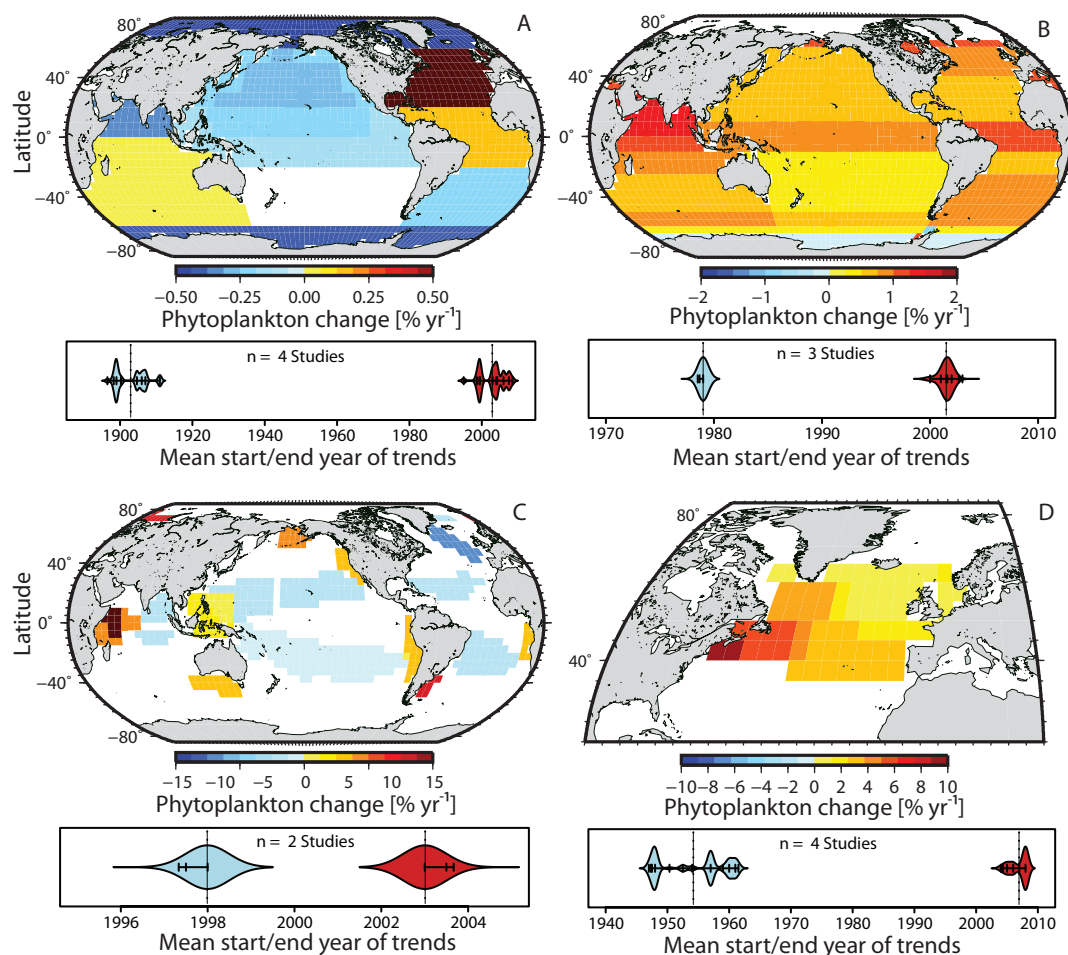 A
80°
40°
0°
−40°
−80°
Latitude
−0.50 −0.25 0.00 0.25 0.50
Phytoplankton change [% yr⁻¹]
n = 4 Studies
1900 1920 1940 1960 1980 2000
Mean start/end year of trends
B
80°
40°
0°
−40°
−80°
−2 −1 0 1 2
Phytoplankton change [% yr⁻¹]
n = 3 Studies
1970 1980 1990 2000 2010
Mean start/end year of trends
C
80°
40°
0°
−40°
−80°
Latitude
−15 −10 −5 0 5 10 15
Phytoplankton change [% yr⁻¹]
n = 2 Studies
1996 1998 2000 2002 2004
Mean start/end year of trends
D
80°
40°
−10 −8 −6 −4 −2 0 2 4 6 8 10
Phytoplankton change [% yr⁻¹]
n = 4 Studies
1940 1950 1960 1970 1980 1990 2000 2010
Mean start/end year of trends